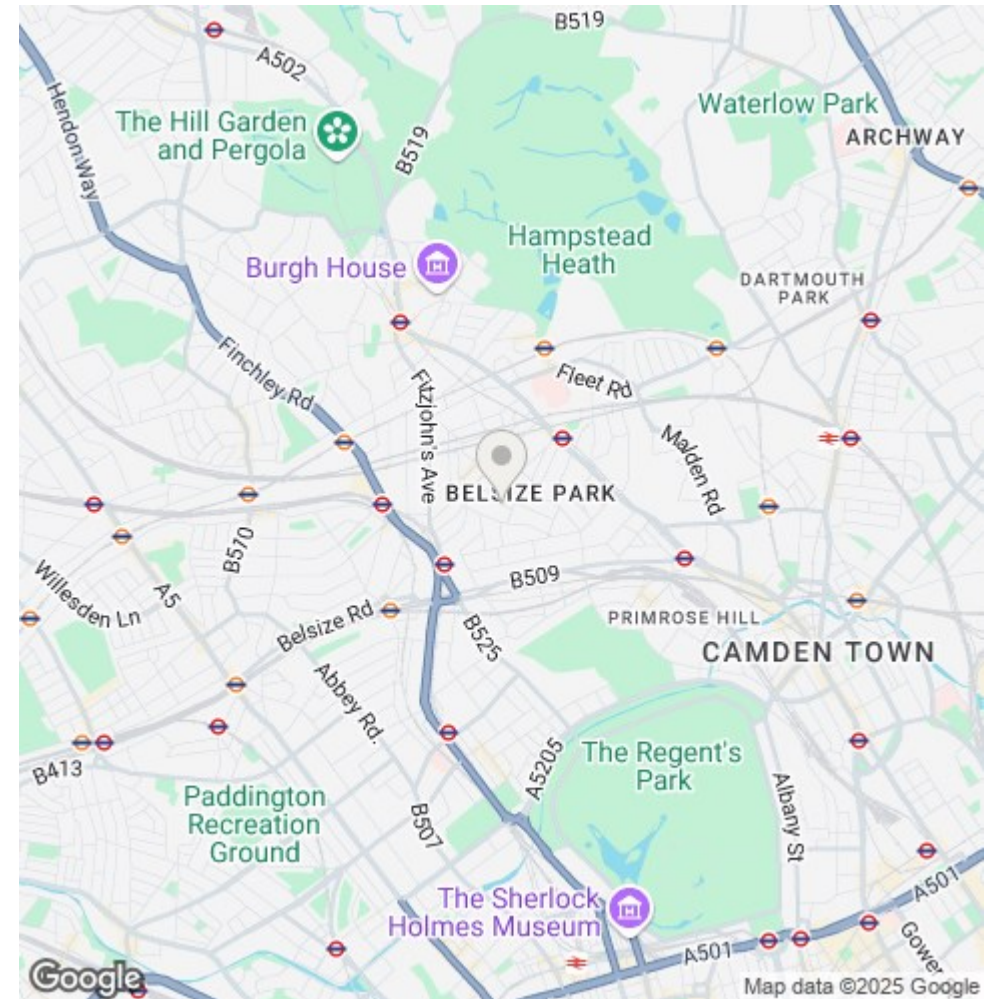 B519
A502
Hendon Way
Waterlow Park
The Hill Garden
and Pergola
B519
ARCHWAY
Hampstead
Heath
Burgh House
DARTMOUTH
PARK
Finchley Rd
Fitzjohn's Ave
Fleet Rd
Malden Rd
BELSIZE PARK
B510
Willesden Ln
A5
B509
Belsize Rd
B525
PRIMROSE HILL
CAMDEN TOWN
Abbey Rd.
A5205
The Regent's
Park
B413
Paddington
Recreation
Ground
B507
Albany St
The Sherlock
Holmes Museum
A501
A501
Gower
Google
Map data ©2025 Google